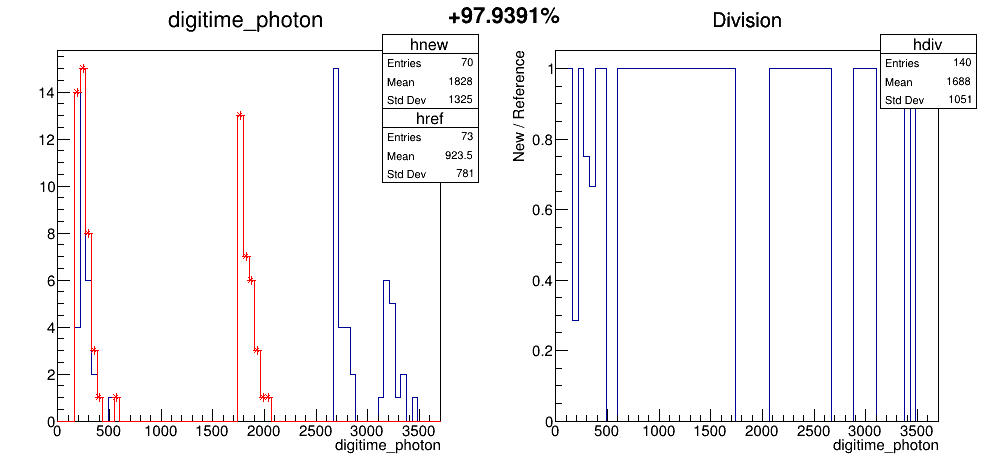 +97.9391%
digitime_photon
hnew
Entries 70
Mean 1828
Std Dev 1325
href
Entries 73
Mean 923.5
Std Dev 781
14
12
10
8
6
4
2
0
0 500 1000 1500 2000 2500 3000 3500
digitime_photon
Division
hdiv
Entries 140
Mean 1688
Std Dev 1051
New / Reference
1
0.8
0.6
0.4
0.2
0
0 500 1000 1500 2000 2500 3000 3500
digitime_photon